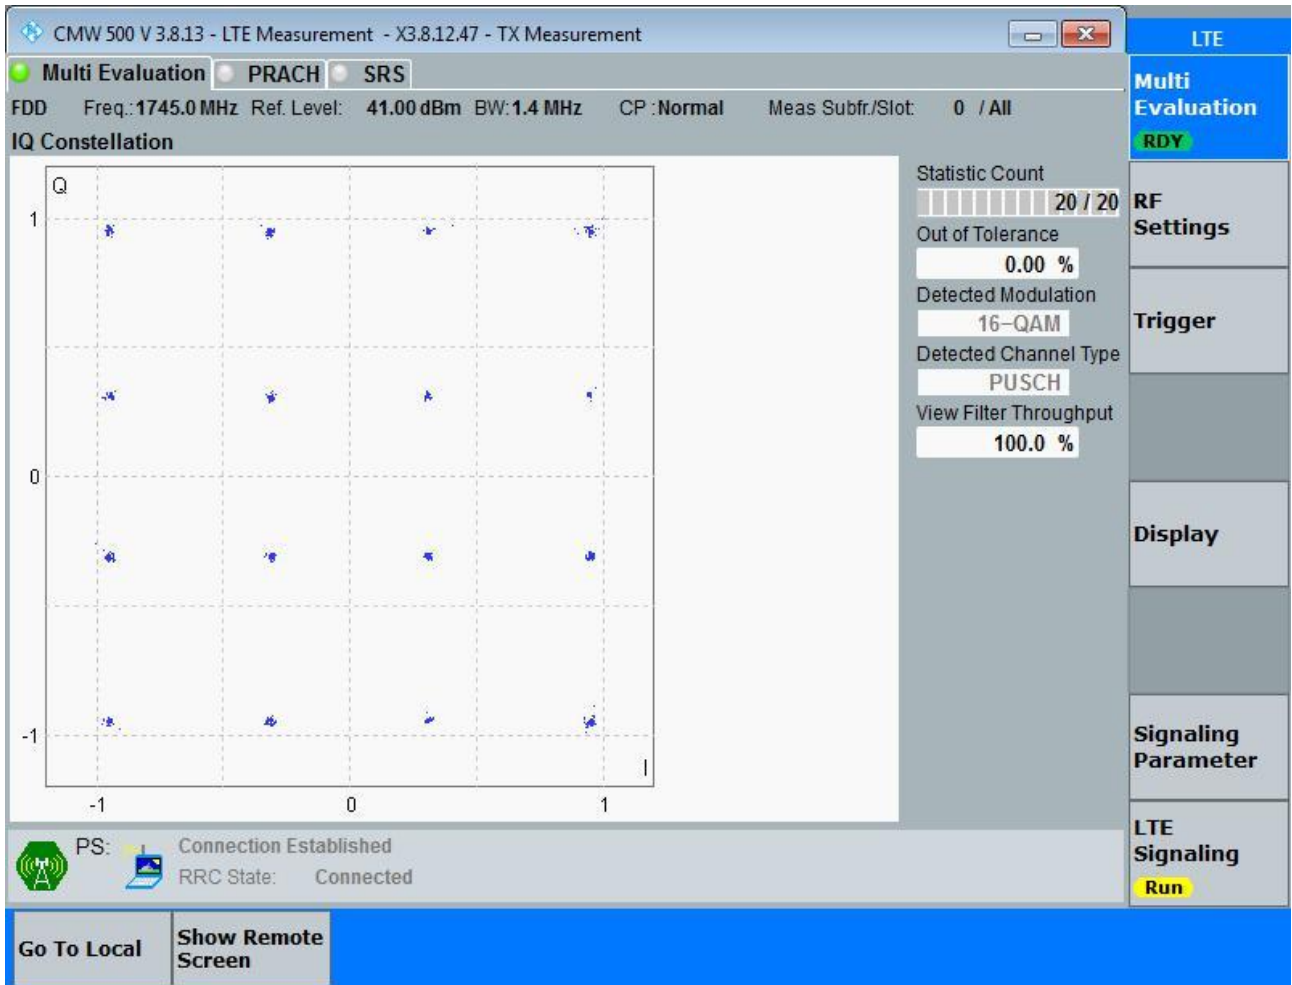 CMW 500 V 3.8.13 - LTE Measurement - X3.8.12.47 - TX Measurement
LTE
Multi Evaluation PRACH SRS
FDD Freq.:1745.0 MHz Ref. Level: 41.00 dBm BW:1.4 MHz CP :Normal Meas Subfr./Slot: 0 / All
IQ Constellation
Q
1
0
-1
I
-1 0 1
Statistic Count
20 / 20
Out of Tolerance
0.00 %
Detected Modulation
16-QAM
Detected Channel Type
PUSCH
View Filter Throughput
100.0 %
Multi
Evaluation
RDY
RF
Settings
Trigger
Display
Signaling
Parameter
LTE
Signaling
Run
PS: Connection Established
RRC State: Connected
Go To Local
Show Remote
Screen